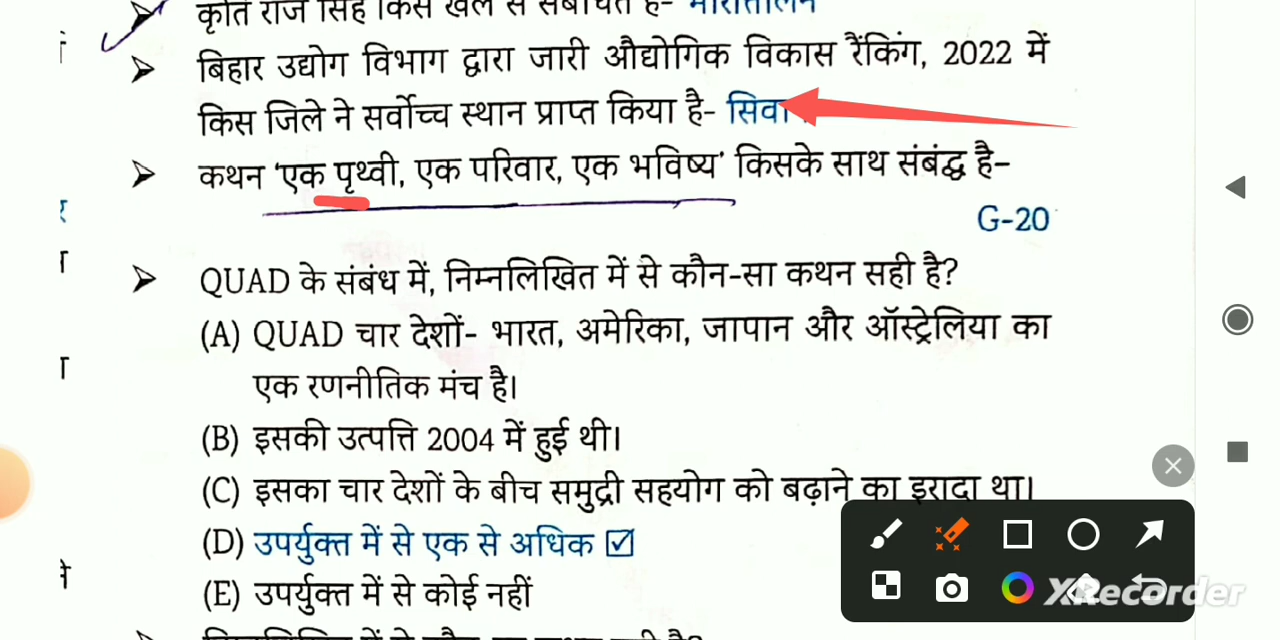 कृति राज सिंह किस खेल से संबंधित है-
➢ बिहार उद्योग विभाग द्वारा जारी औद्योगिक विकास रैंकिंग, 2022 में
किस जिले ने सर्वोच्च स्थान प्राप्त किया है- सिवा
➢ कथन 'एक पृथ्वी, एक परिवार, एक भविष्य' किसके साथ संबंद्ध है-
G-20
➢ QUAD के संबंध में, निम्नलिखित में से कौन-सा कथन सही है?
(A) QUAD चार देशों- भारत, अमेरिका, जापान और ऑस्ट्रेलिया का
एक रणनीतिक मंच है।
(B) इसकी उत्पत्ति 2004 में हुई थी।
(C) इसका चार देशों के बीच समुद्री सहयोग को बढ़ाने का इरादा था।
(D) उपर्युक्त में से एक से अधिक ☑
(E) उपर्युक्त में से कोई नहीं
XRecorder